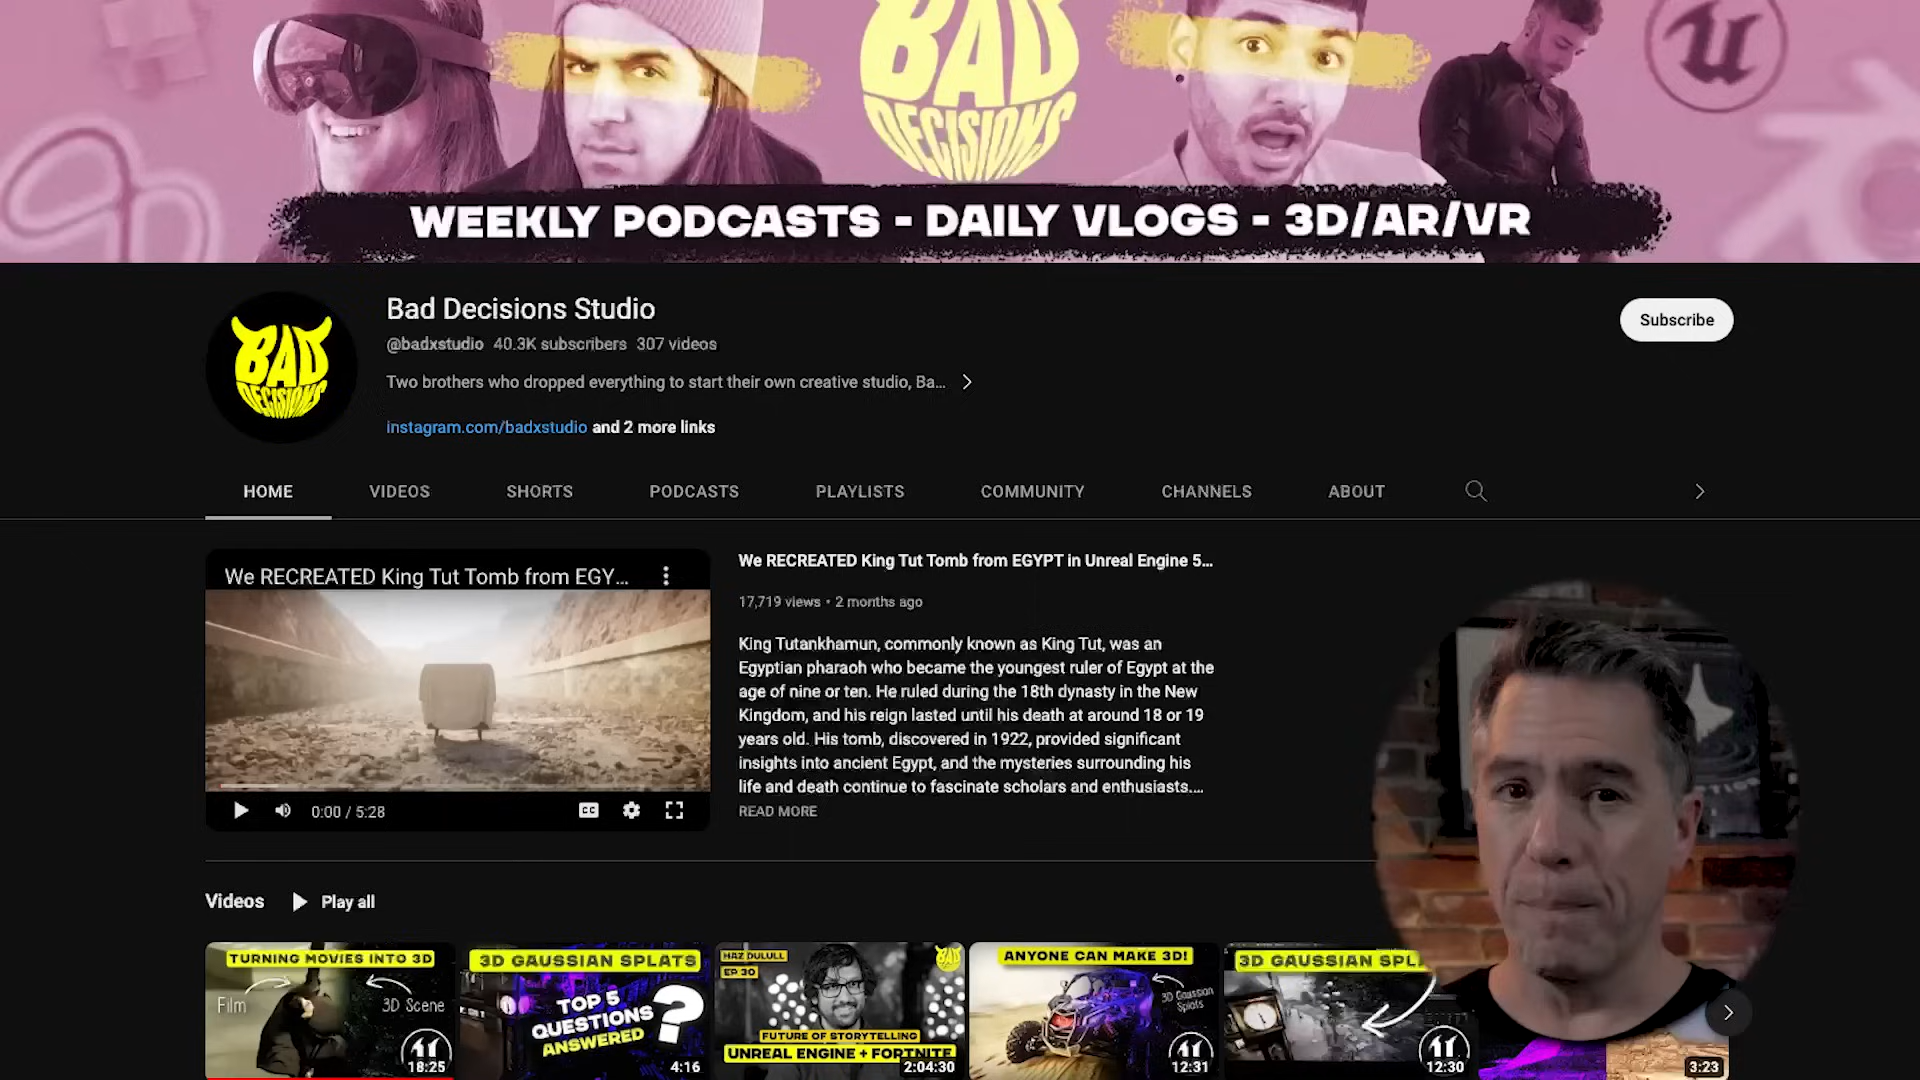 BAD
DECISIONS
WEEKLY PODCASTS - DAILY VLOGS - 3D/AR/VR
BAD
DECISIONS
Bad Decisions Studio
@badxstudio 40.3K subscribers 307 videos
Two brothers who dropped everything to start their own creative studio, Ba...
instagram.com/badxstudio and 2 more links
Subscribe
HOME VIDEOS SHORTS PODCASTS PLAYLISTS COMMUNITY CHANNELS ABOUT
We RECREATED King Tut Tomb from EGY...
0:00 / 5:28
CC
We RECREATED King Tut Tomb from EGYPT in Unreal Engine 5...
17,719 views • 2 months ago
King Tutankhamun, commonly known as King Tut, was an
Egyptian pharaoh who became the youngest ruler of Egypt at the
age of nine or ten. He ruled during the 18th dynasty in the New
Kingdom, and his reign lasted until his death at around 18 or 19
years old. His tomb, discovered in 1922, provided significant
insights into ancient Egypt, and the mysteries surrounding his
life and death continue to fascinate scholars and enthusiasts....
READ MORE
Videos Play all
TURNING MOVIES INTO 3D
Film 3D Scene
18:25
3D GAUSSIAN SPLATS
TOP 5
QUESTIONS
ANSWERED
?
4:16
HAZ DULULL
EP 30
BAD
FUTURE OF STORYTELLING
UNREAL ENGINE + FORTNITE
2:04:30
ANYONE CAN MAKE 3D!
3D Gaussian
Splats
12:31
3D GAUSSIAN SPL
12:30
3:23